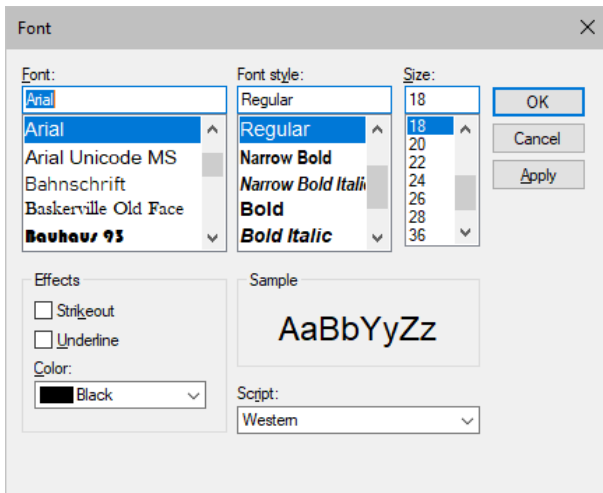 Font
Font:
Arial
Arial
Arial Unicode MS
Bahnschrift
Baskerville Old Face
Bauhaus 93
Font style:
Regular
Regular
Narrow Bold
Narrow Bold Itali
Bold
Bold Italic
Size:
18
18
20
22
24
26
28
36
OK
Cancel
Apply
Effects
Strikeout
Underline
Color:
Black
Sample
AaBbYyZz
Script:
Western